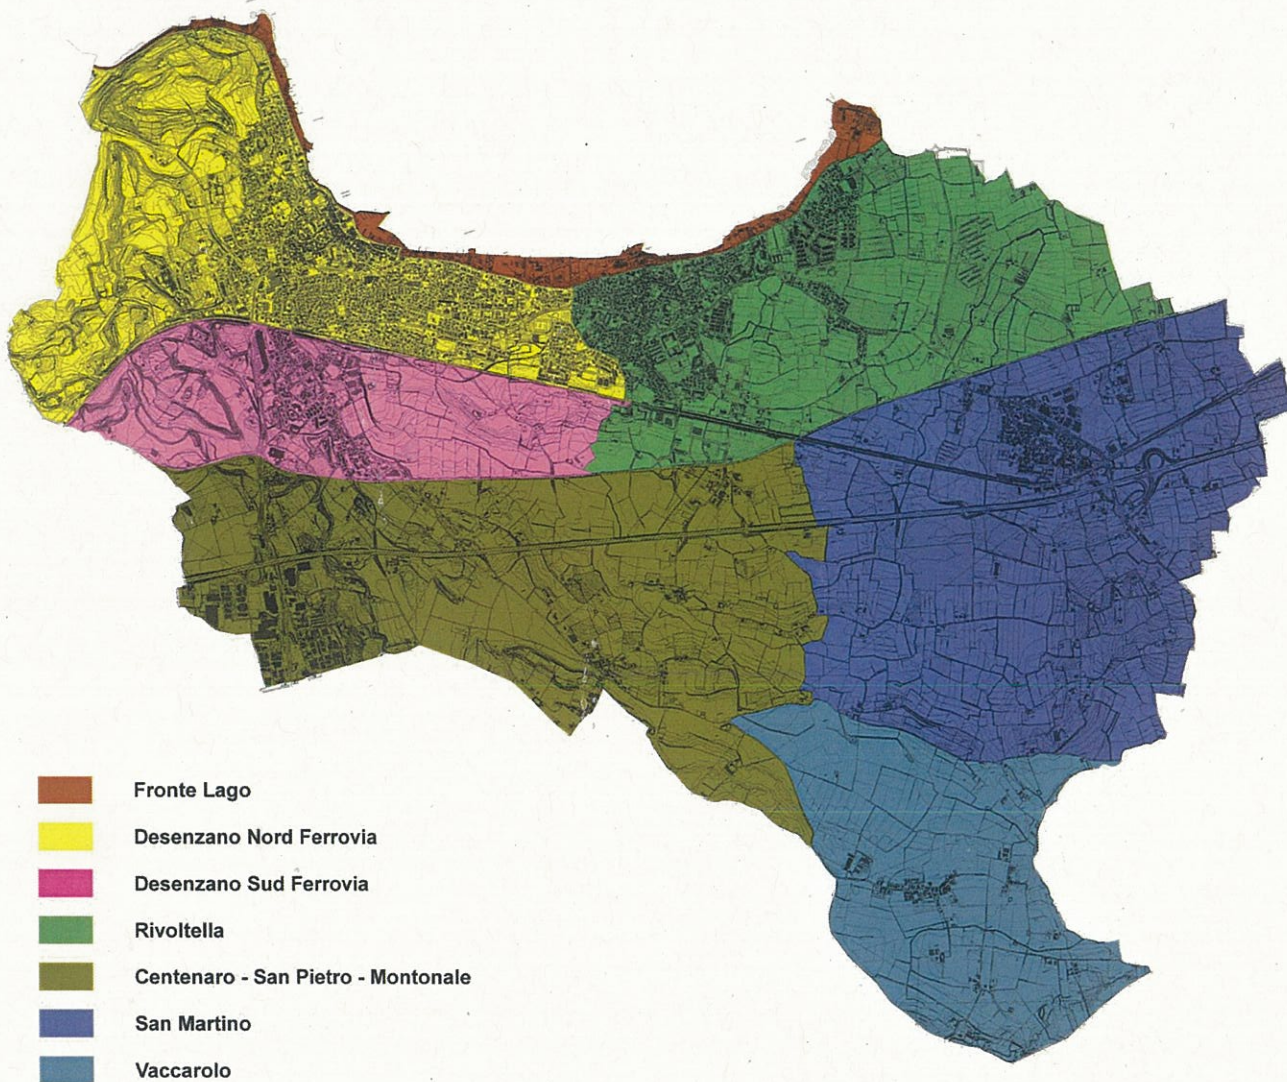 Fronte Lago
Desenzano Nord Ferrovia
Desenzano Sud Ferrovia
Rivoltella
Centenaro - San Pietro - Montonale
San Martino
Vaccarolo